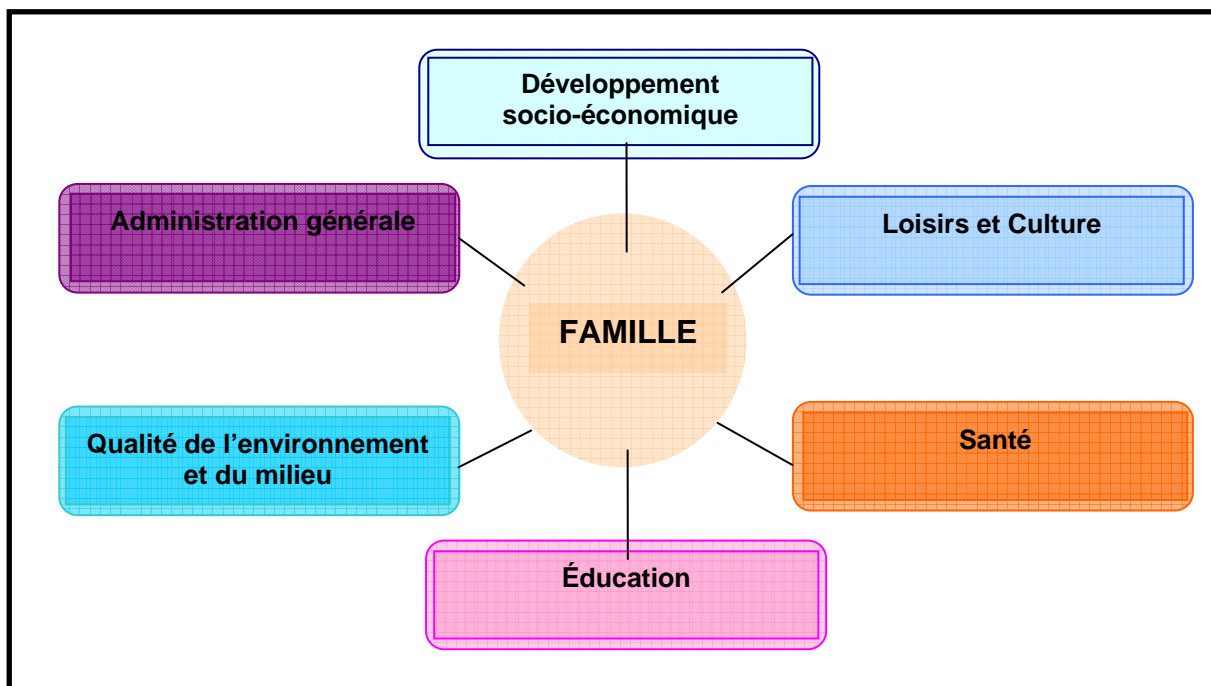 Développement
socio-économique
Administration générale
Loisirs et Culture
FAMILLE
Qualité de l’environnement
et du milieu
Santé
Éducation